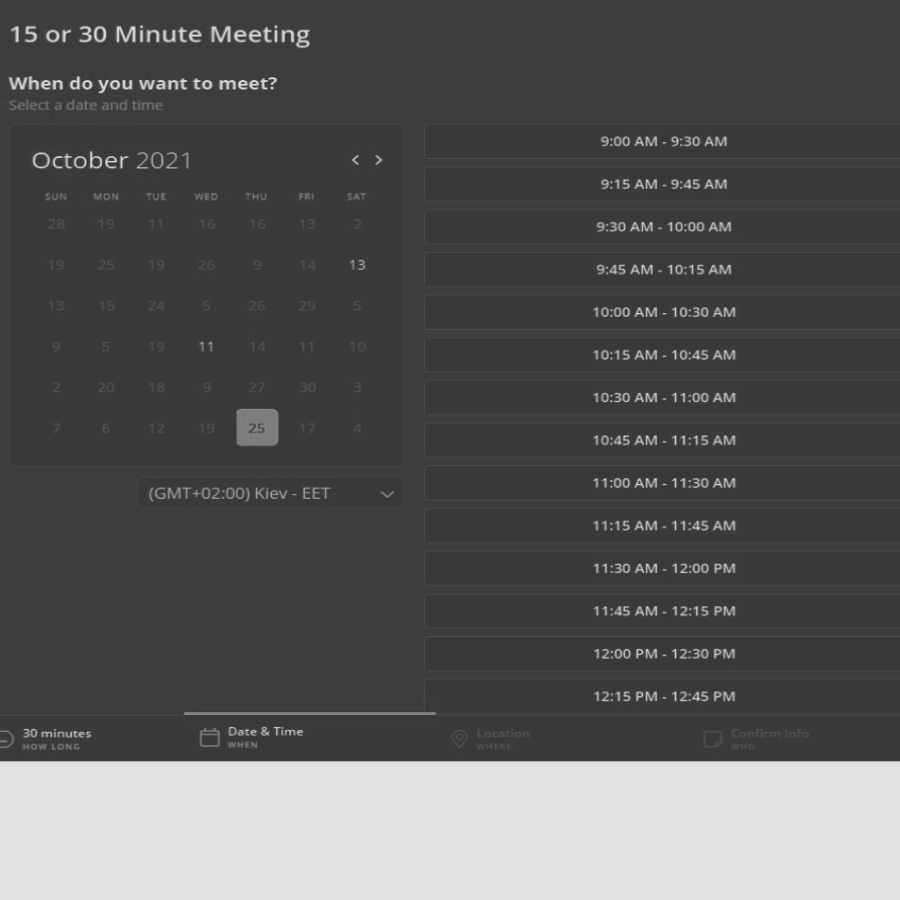 15 or 30 Minute Meeting
When do you want to meet?
Select a date and time
October 2021 < >
SUN MON TUE WED THU FRI SAT
28 19 11 16 16 13 2
19 25 19 26 9 14 13
13 15 24 5 26 29 5
9 5 19 11 14 11 10
2 20 18 9 27 30 3
7 6 12 19 25 17 4
(GMT+02:00) Kiev - EET
9:00 AM - 9:30 AM
9:15 AM - 9:45 AM
9:30 AM - 10:00 AM
9:45 AM - 10:15 AM
10:00 AM - 10:30 AM
10:15 AM - 10:45 AM
10:30 AM - 11:00 AM
10:45 AM - 11:15 AM
11:00 AM - 11:30 AM
11:15 AM - 11:45 AM
11:30 AM - 12:00 PM
11:45 AM - 12:15 PM
12:00 PM - 12:30 PM
12:15 PM - 12:45 PM
30 minutes
HOW LONG
Date & Time
WHEN
Location
WHERE
Confirm Info
WHO